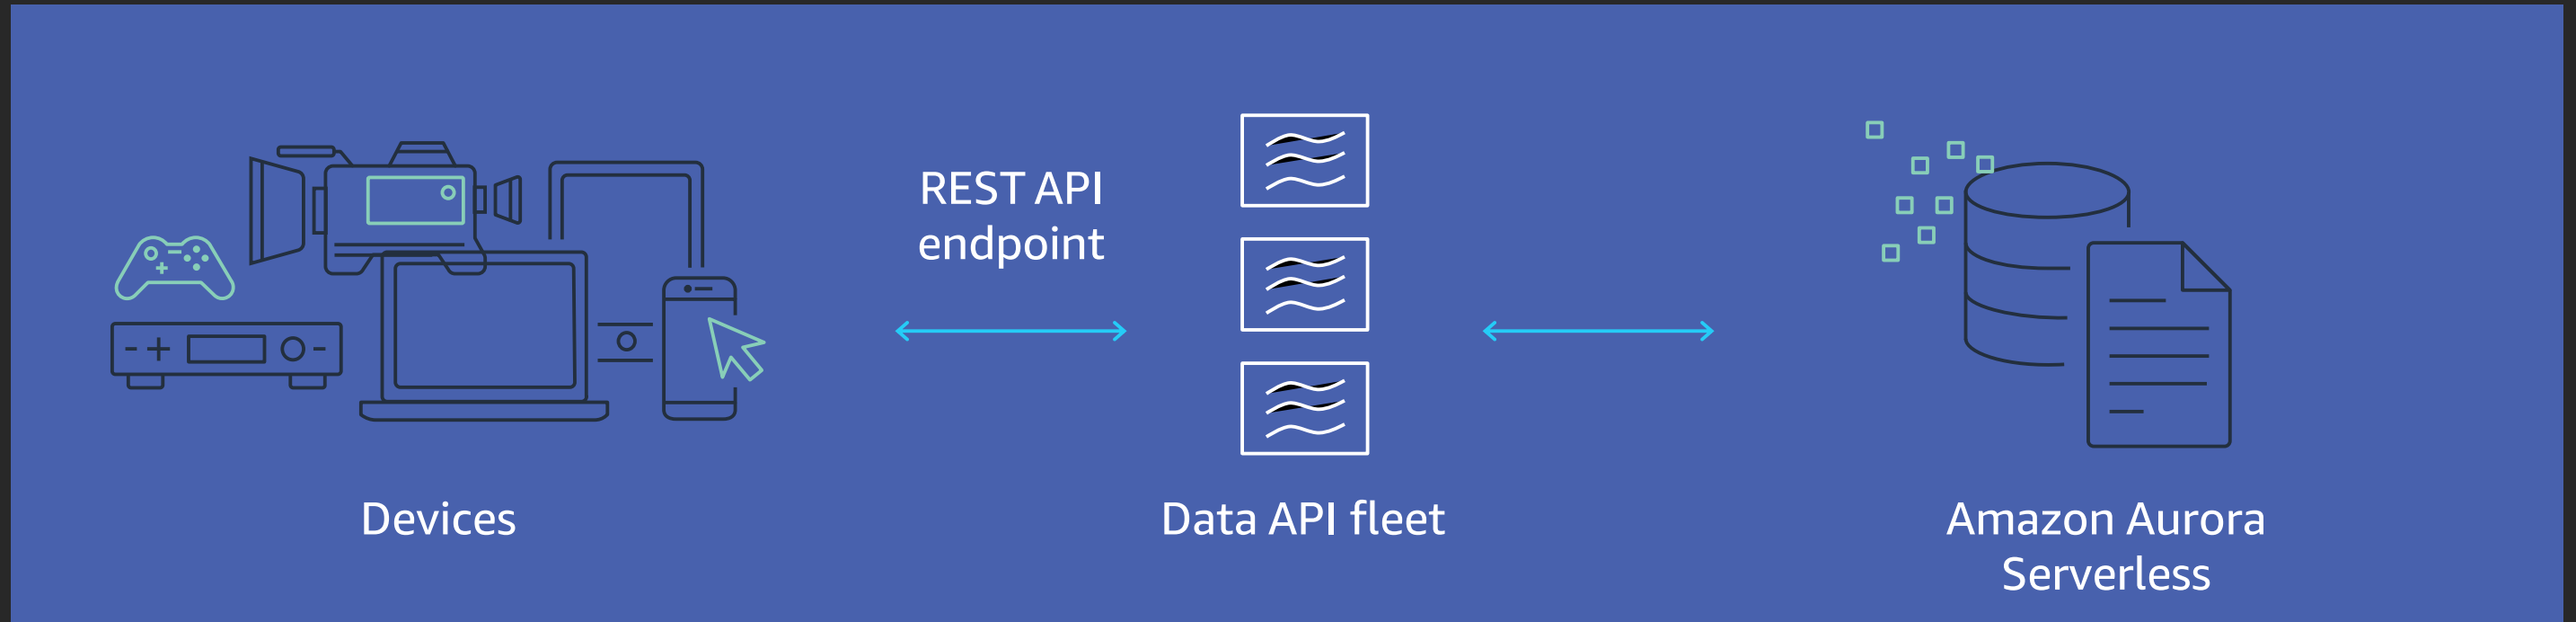 REST API
endpoint
Devices
Data API fleet
Amazon Aurora
Serverless